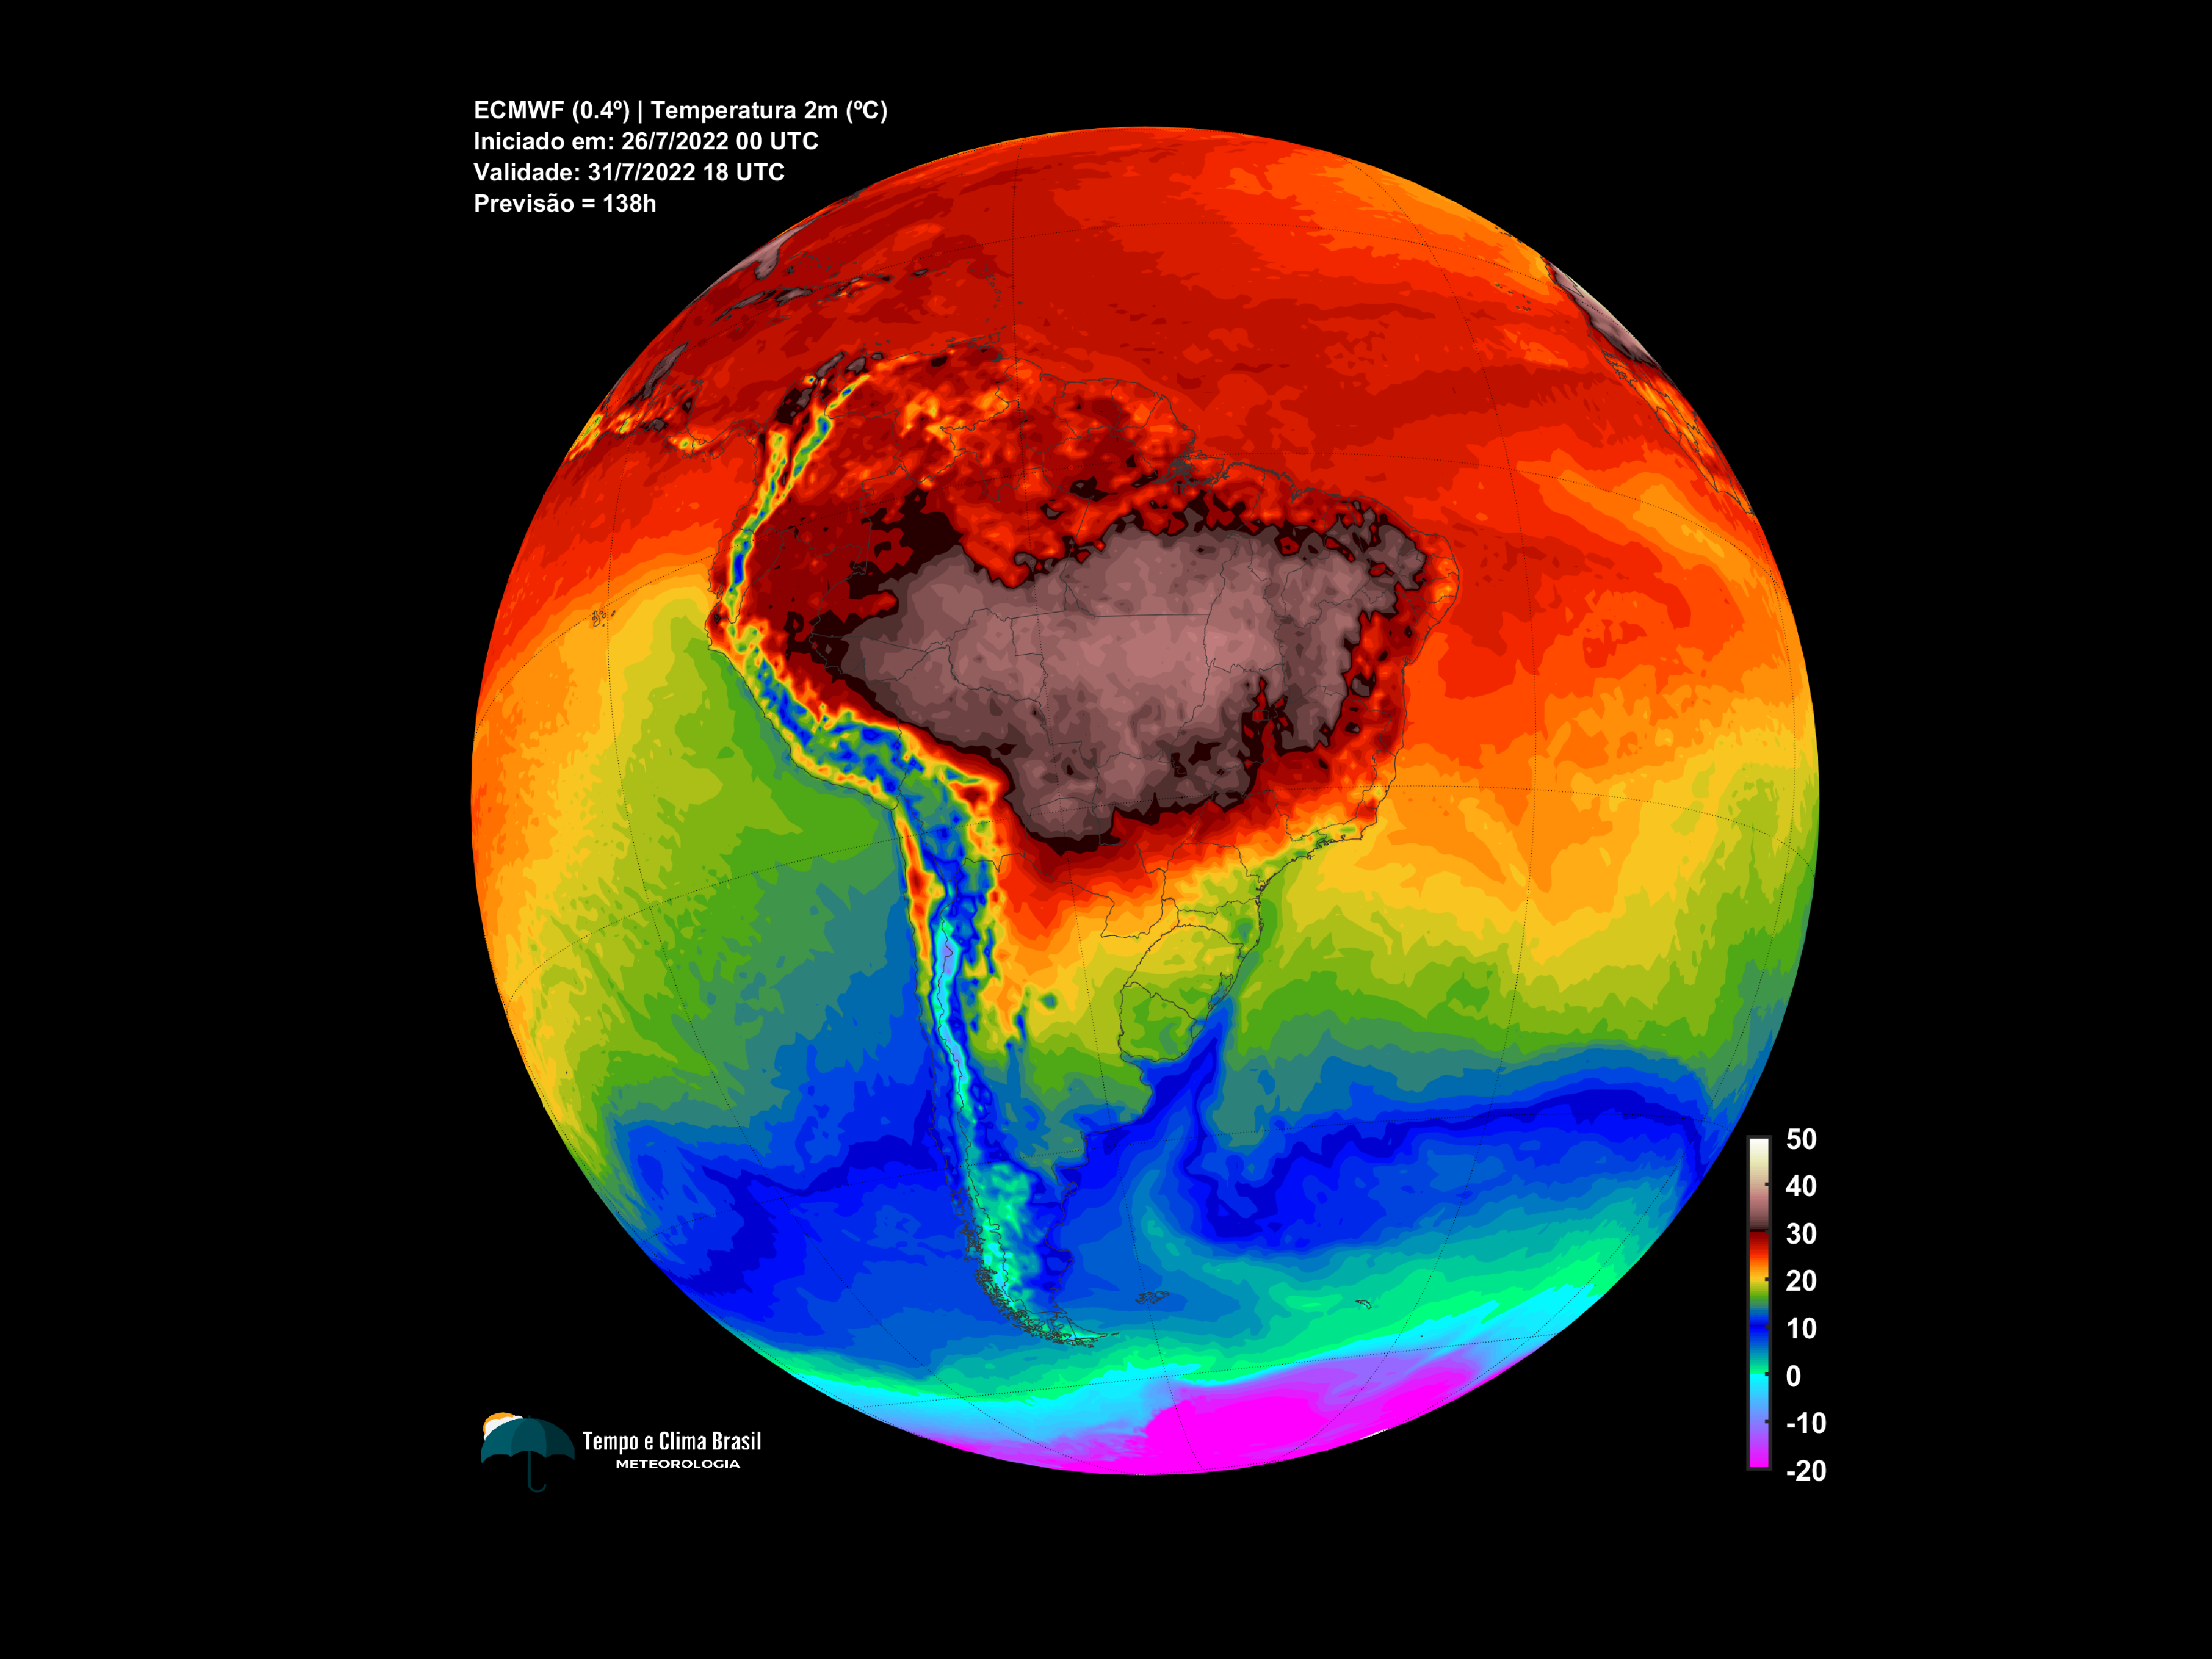 ECMWF (0.4º) | Temperatura 2m (ºC)
Iniciado em: 26/7/2022 00 UTC
Validade: 31/7/2022 18 UTC
Previsão = 138h
50
40
30
20
10
0
-10
-20
Tempo e Clima Brasil
METEOROLOGIA